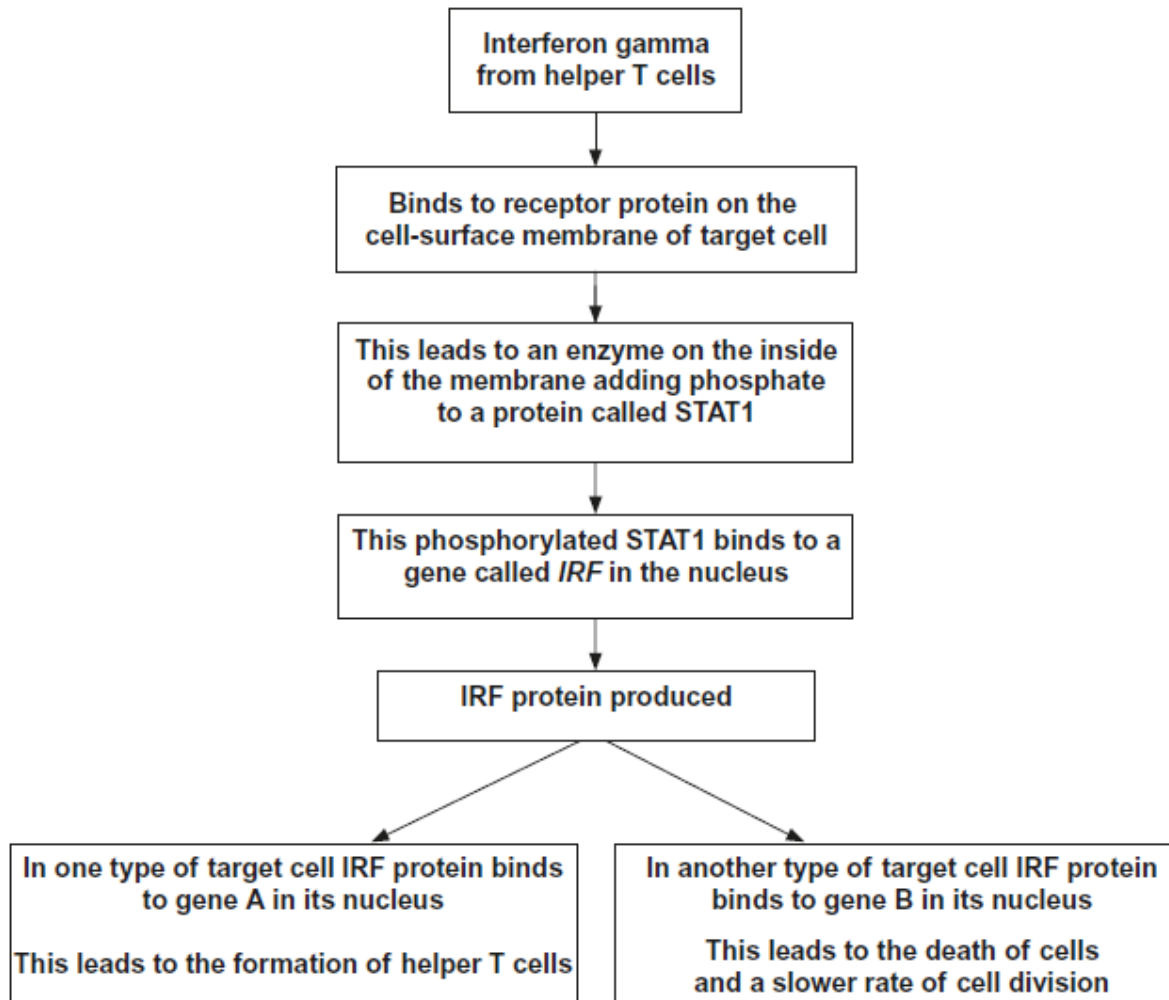 Interferon gamma
from helper T cells
Binds to receptor protein on the
cell-surface membrane of target cell
This leads to an enzyme on the inside
of the membrane adding phosphate
to a protein called STAT1
This phosphorylated STAT1 binds to a
gene called IRF in the nucleus
IRF protein produced
In one type of target cell IRF protein binds
to gene A in its nucleus
This leads to the formation of helper T cells
In another type of target cell IRF protein
binds to gene B in its nucleus
This leads to the death of cells
and a slower rate of cell division